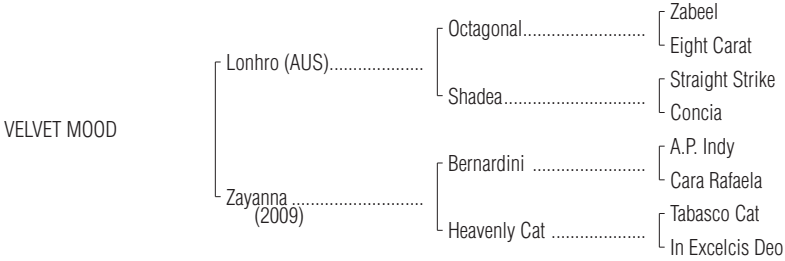 VELVET MOOD
Lonhro (AUS)....................
Zayanna ............................
(2009)
Octagonal..........................
Shadea..............................
Bernardini ........................
Heavenly Cat ....................
Zabeel
Eight Carat
Straight Strike
Concia
A.P. Indy
Cara Rafaela
Tabasco Cat
In Excelcis Deo